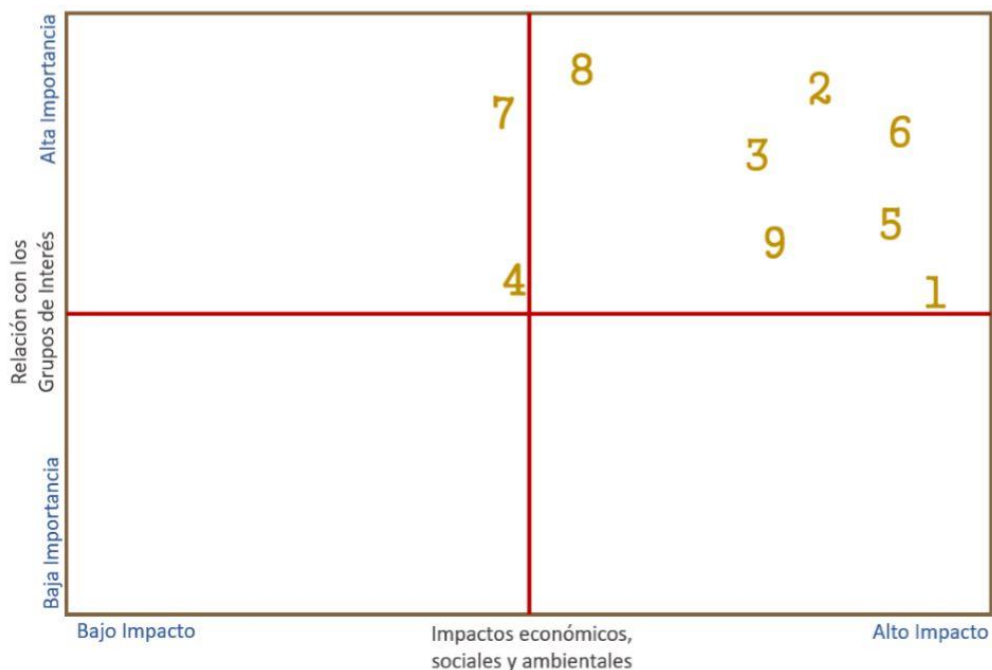 Alta Importancia
8
2
7
6
3
5
9
4
1
Relación con los
Grupos de Interés
Baja Importancia
Bajo Impacto
Impactos económicos,
sociales y ambientales
Alto Impacto